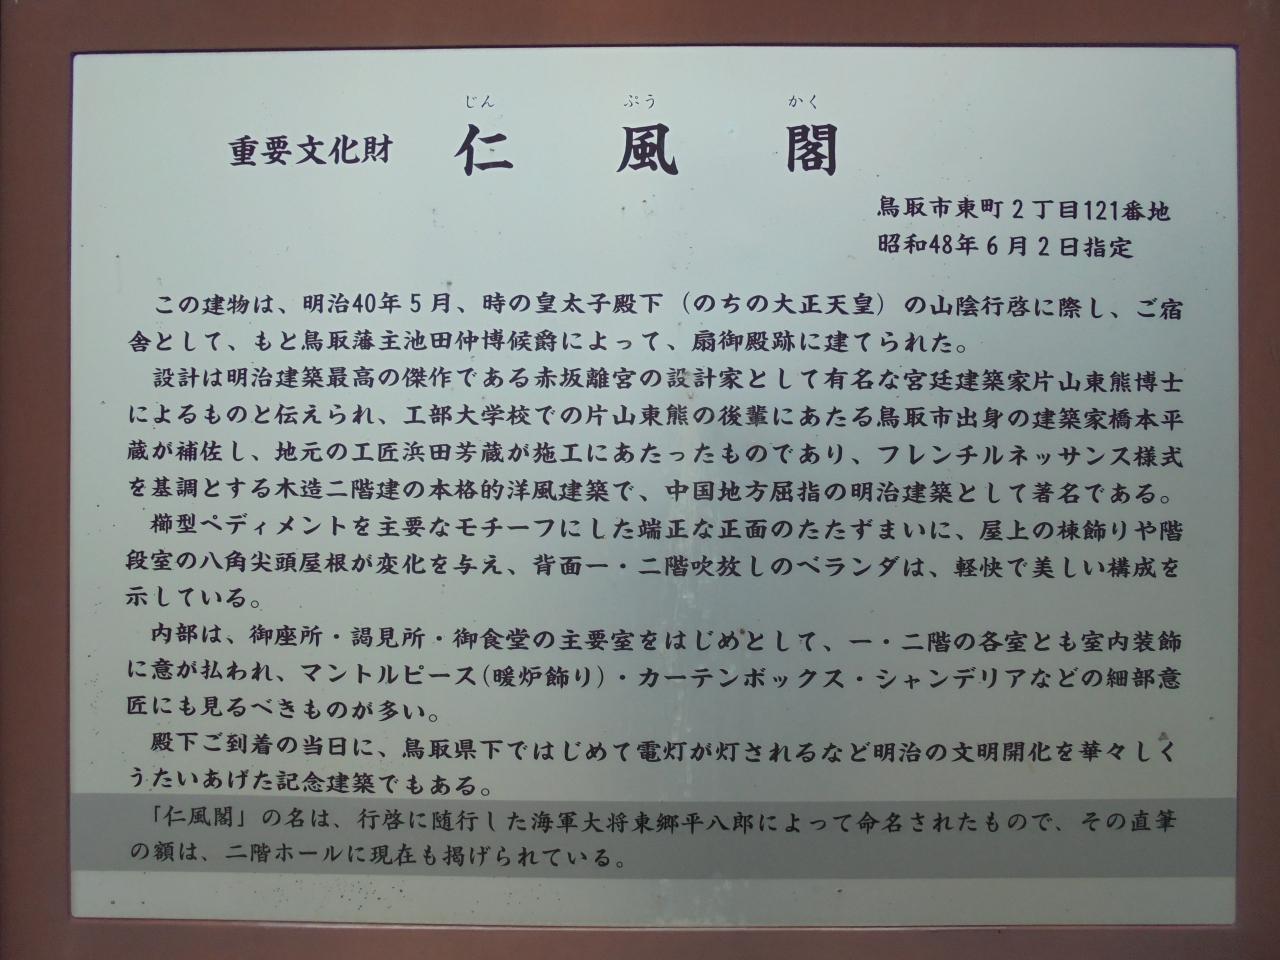 じん ぷう かく
重要文化財 仁風閣
鳥取市東町2丁目121番地
昭和48年6月2日指定
この建物は、明治40年5月、時の皇太子殿下（のちの大正天皇）の山陰行啓に際し、ご宿
舎として、もと鳥取藩主池田仲博候爵によって、扇御殿跡に建てられた。
設計は明治建築最高の傑作である赤坂離宮の設計家として有名な宮廷建築家片山東熊博士
によるものと伝えられ、工部大学校での片山東熊の後輩にあたる鳥取市出身の建築家橋本平
蔵が補佐し、地元の工匠浜田芳蔵が施工にあたったものであり、フレンチルネッサンス様式
を基調とする木造二階建の本格的洋風建築で、中国地方屈指の明治建築として著名である。
櫛型ペディメントを主要なモチーフにした端正な正面のたたずまいに、屋上の棟飾りや階
段室の八角尖頭屋根が変化を与え、背面一・二階吹放しのベランダは、軽快で美しい構成を
示している。
内部は、御座所・謁見所・御食堂の主要室をはじめとして、一・二階の各室とも室内装飾
に意が払われ、マントルピース(暖炉飾り)・カーテンボックス・シャンデリアなどの細部意
匠にも見るべきものが多い。
殿下ご到着の当日に、鳥取県下ではじめて電灯が灯されるなど明治の文明開化を華々しく
うたいあげた記念建築でもある。
「仁風閣」の名は、行啓に随行した海軍大将東郷平八郎によって命名されたもので、その直筆
の額は、二階ホールに現在も掲げられている。